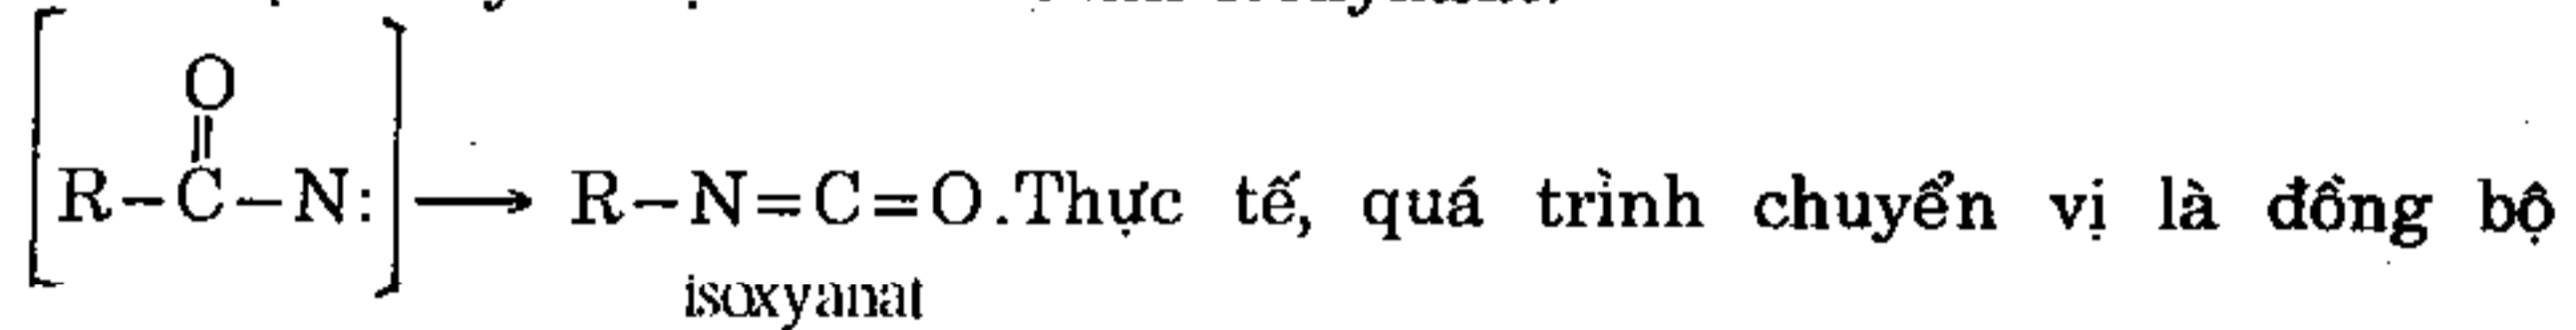 O
R–C–N: → R–N=C=O.Thực tế, quá trình chuyển vị là đồng bộ
isoxyanat